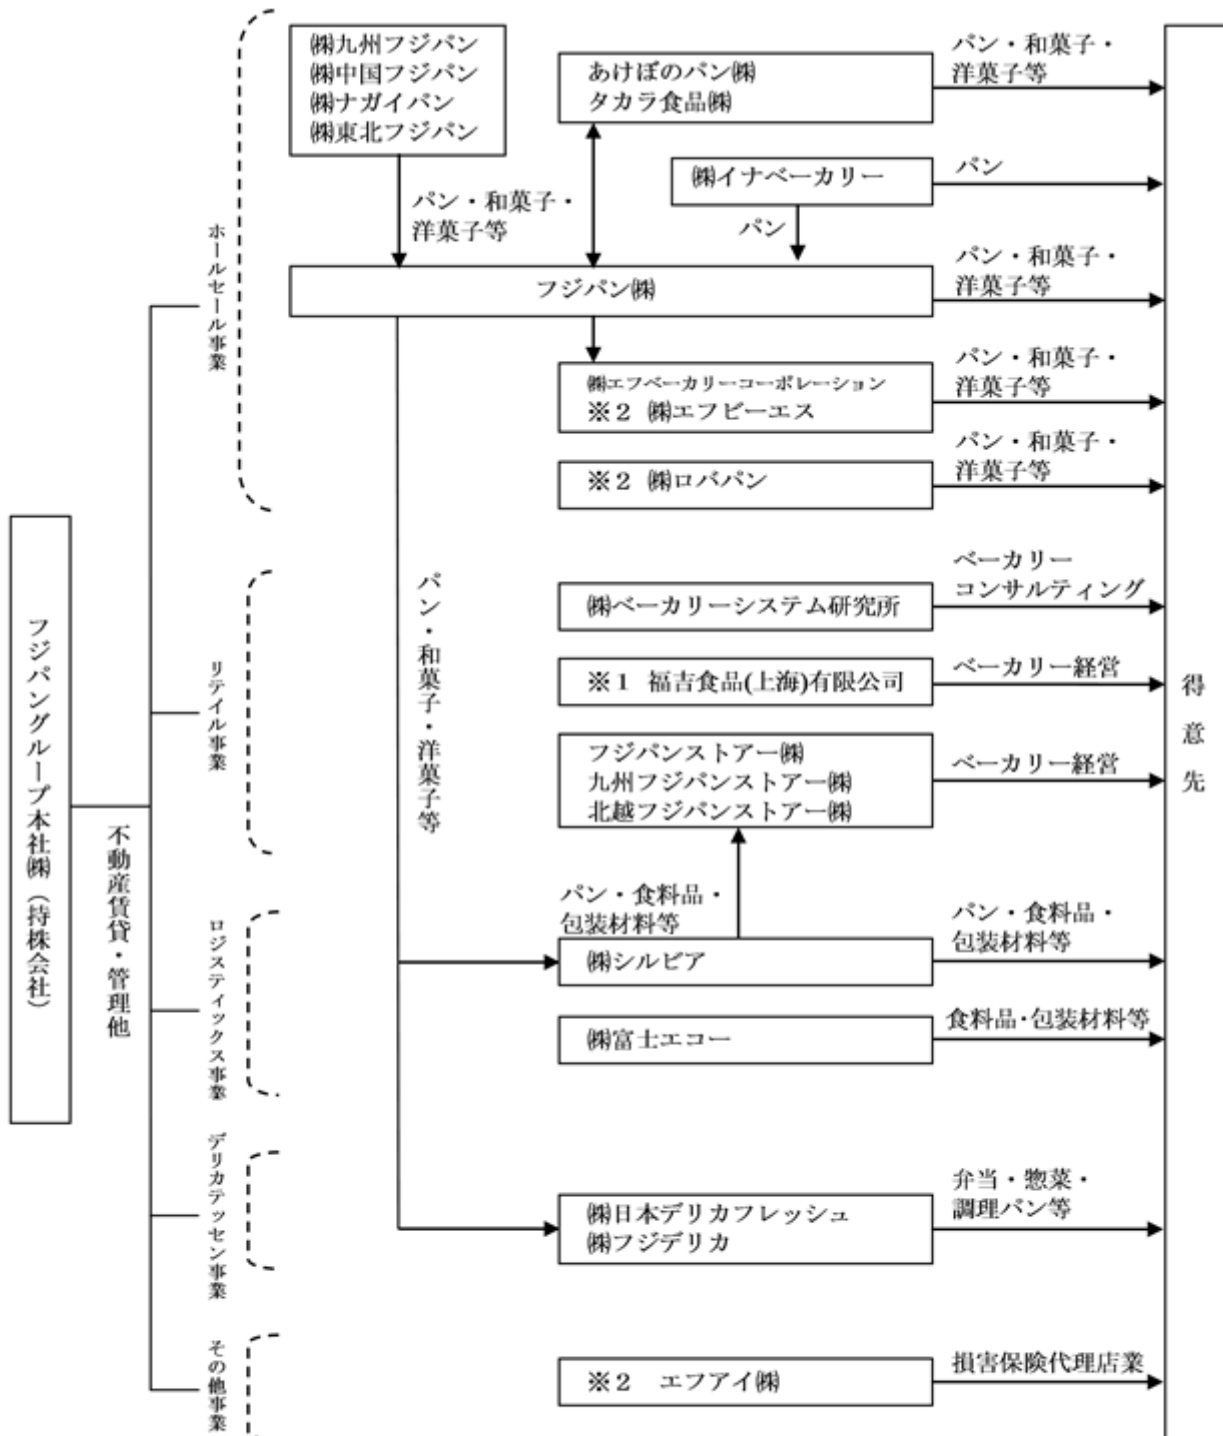 ㈱九州フジパン
㈱中国フジパン
㈱ナガイパン
㈱東北フジパン
あけぼのパン㈱
タカラ食品㈱
パン・和菓子・
洋菓子等
㈱イナベーカリー
パン
パン・和菓子・
洋菓子等
パン
ホールセール事業
フジパン㈱
パン・和菓子・
洋菓子等
㈱エフベーカリーコーポレーション
※2 ㈱エフビーエス
パン・和菓子・
洋菓子等
※2 ㈱ロバパン
パン・和菓子・
洋菓子等
フジパングループ本社㈱（持株会社）
不動産賃貸・管理他
パン・和菓子・洋菓子等
リテイル事業
㈱ベーカリーシステム研究所
ベーカリー
コンサルティング
※1 福吉食品(上海)有限公司
ベーカリー経営
フジパンストアー㈱
九州フジパンストアー㈱
北越フジパンストアー㈱
ベーカリー経営
得意先
ロジスティックス事業
パン・食料品・
包装材料等
㈱シルビア
パン・食料品・
包装材料等
㈱富士エコー
食料品・包装材料等
デリカテッセン事業
㈱日本デリカフレッシュ
㈱フジデリカ
弁当・惣菜・
調理パン等
その他事業
※2 エフアイ㈱
損害保険代理店業